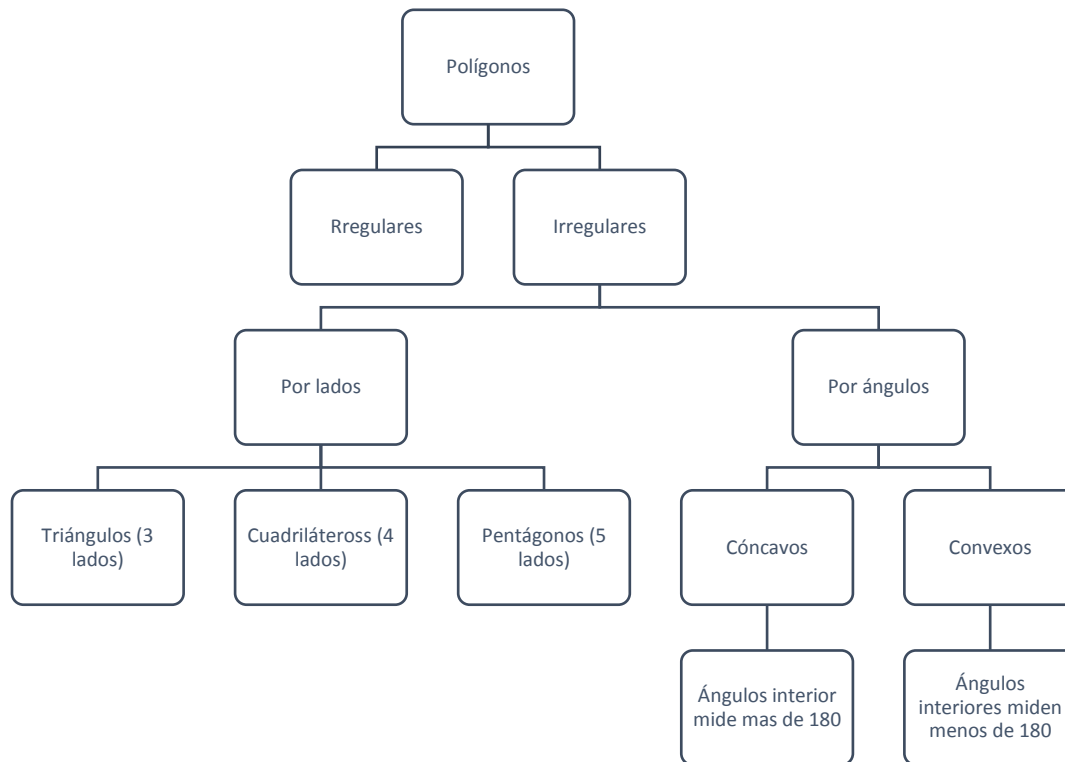 Polígonos
Rregulares
Irregulares
Por lados
Por ángulos
Triángulos (3
lados)
Cuadriláteross (4
lados)
Pentágonos (5
lados)
Cóncavos
Convexos
Ángulos interior
mide mas de 180
Ángulos
interiores miden
menos de 180